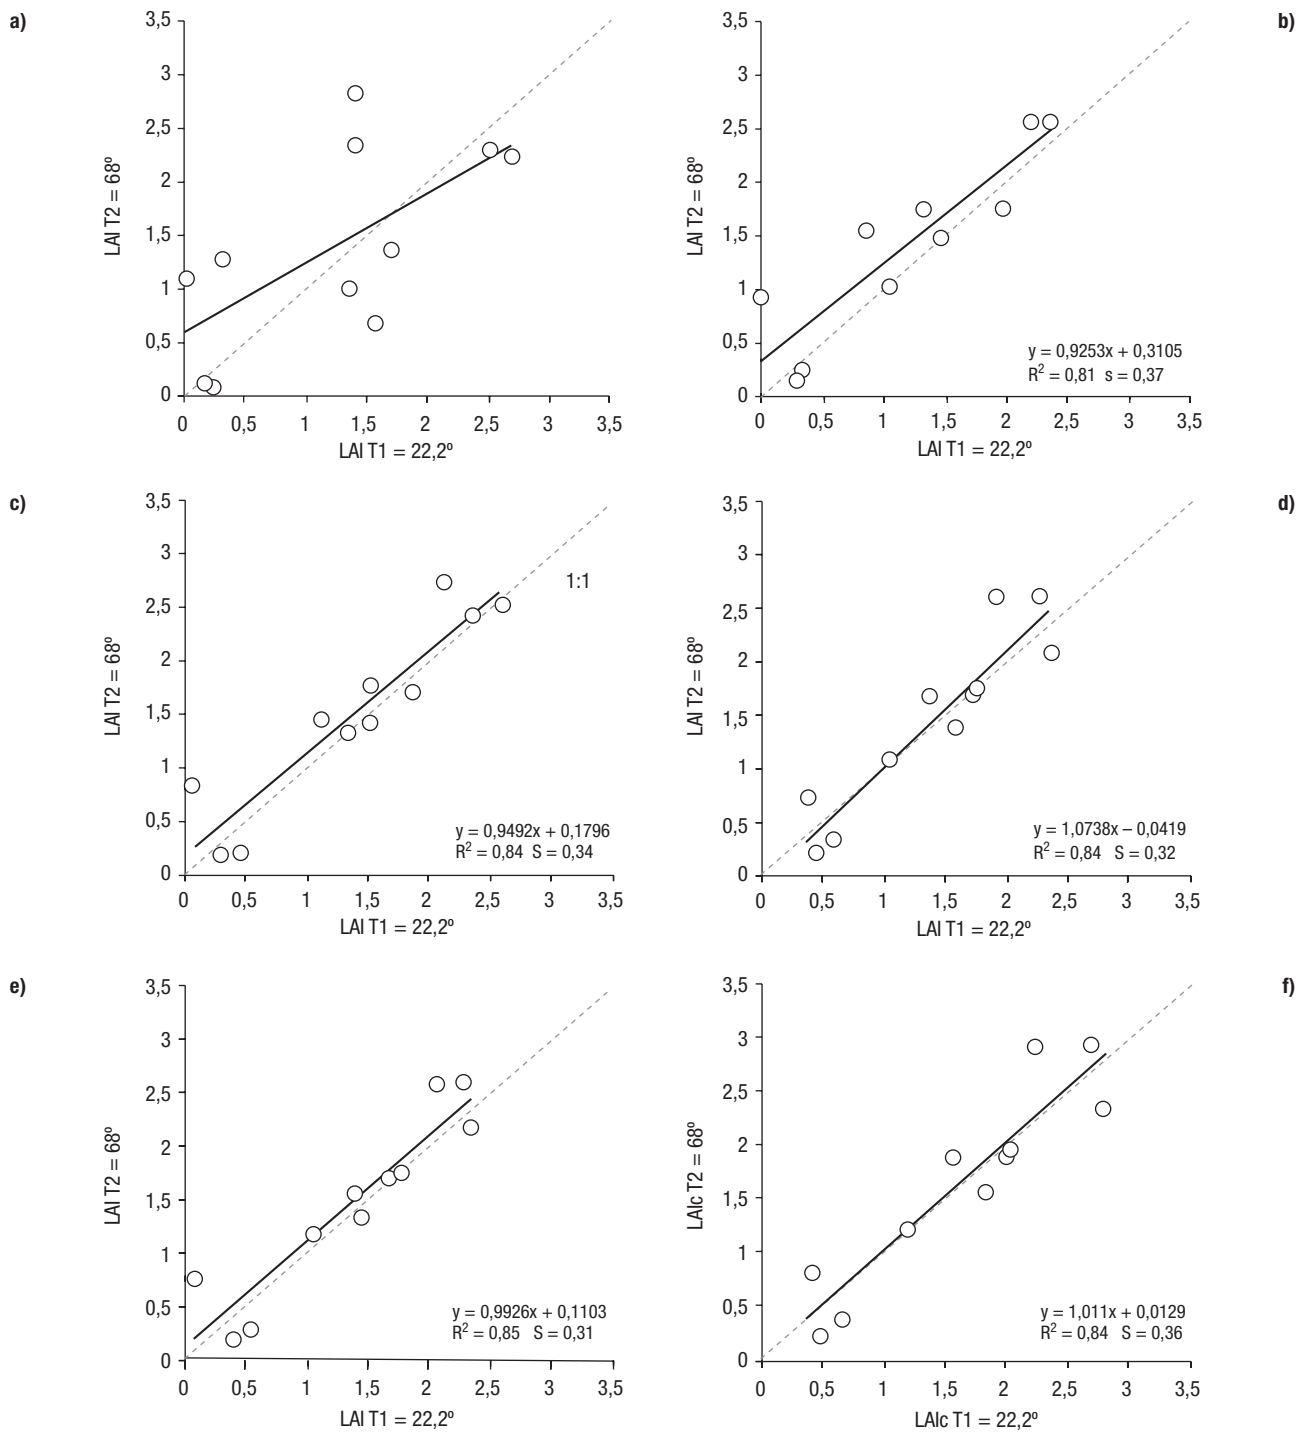 a)
3,5
3
2,5
2
1,5
1
0,5
0
LAI T2 = 68º
0 0,5 1 1,5 2 2,5 3 3,5
LAI T1 = 22,2º
b)
3,5
3
2,5
2
1,5
1
0,5
0
LAI T2 = 68º
y = 0,9253x + 0,3105
R² = 0,81 s = 0,37
0 0,5 1 1,5 2 2,5 3 3,5
LAI T1 = 22,2º
c)
3,5
3
2,5
2
1,5
1
0,5
0
LAI T2 = 68º
1:1
y = 0,9492x + 0,1796
R² = 0,84 S = 0,34
0 0,5 1 1,5 2 2,5 3 3,5
LAI T1 = 22,2º
d)
3,5
3
2,5
2
1,5
1
0,5
0
LAI T2 = 68º
y = 1,0738x – 0,0419
R² = 0,84 S = 0,32
0 0,5 1 1,5 2 2,5 3 3,5
LAI T1 = 22,2º
e)
3,5
3
2,5
2
1,5
1
0,5
0
LAI T2 = 68º
y = 0,9926x + 0,1103
R² = 0,85 S = 0,31
0 0,5 1 1,5 2 2,5 3 3,5
LAI T1 = 22,2º
f)
3,5
3
2,5
2
1,5
1
0,5
0
LAIc T2 = 68º
y = 1,011x + 0,0129
R² = 0,84 S = 0,36
0 0,5 1 1,5 2 2,5 3 3,5
LAIc T1 = 22,2º